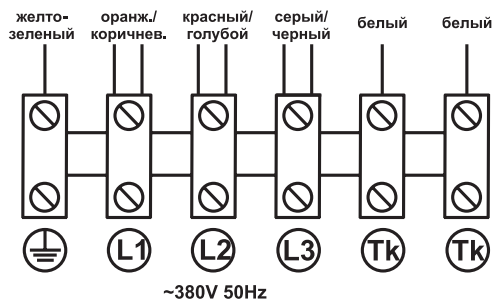 желто-
зеленый
оранж./
коричнев.
красный/
голубой
серый/
черный
белый
белый
L1 L2 L3 Tk Tk
~380V 50Hz